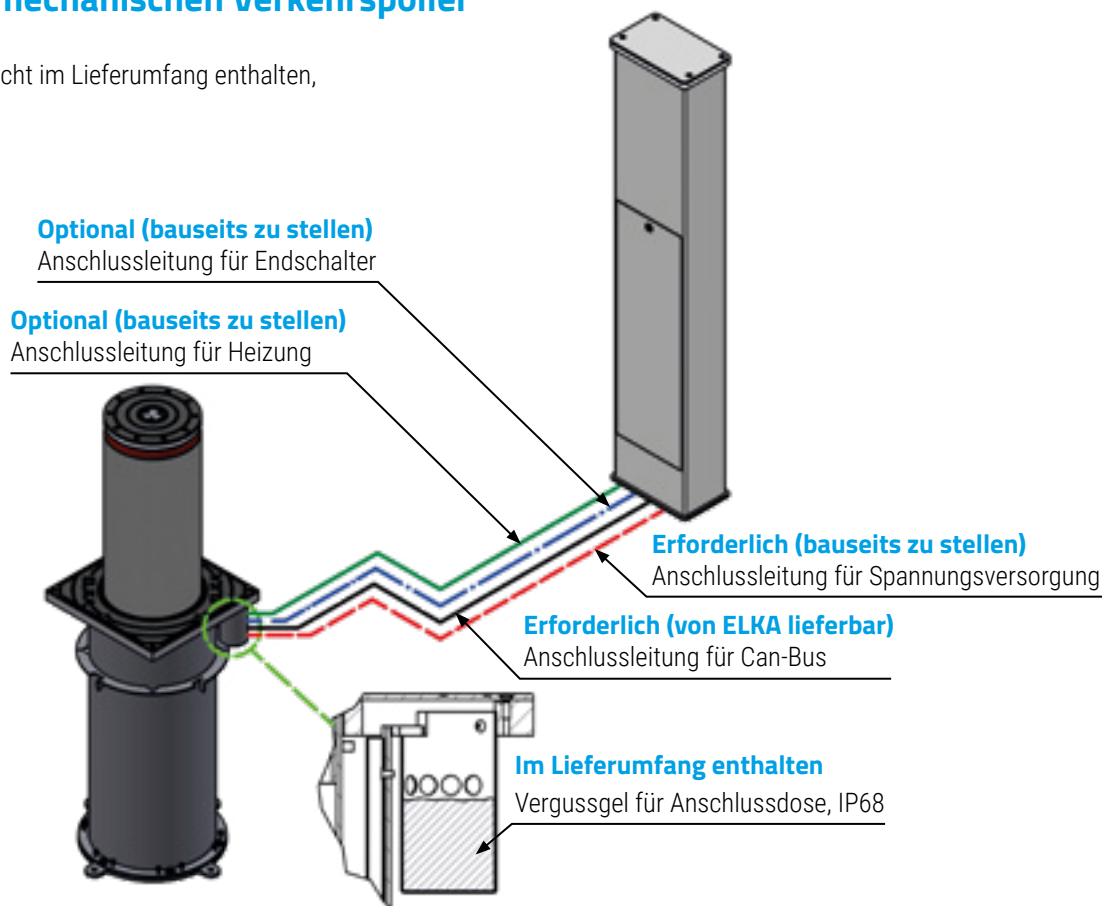 mechanischen Verkehrspoller
cht im Lieferumfang enthalten,
Optional (bauseits zu stellen)
Anschlussleitung für Endschalter
Optional (bauseits zu stellen)
Anschlussleitung für Heizung
Erforderlich (bauseits zu stellen)
Anschlussleitung für Spannungsversorgung
Erforderlich (von ELKA lieferbar)
Anschlussleitung für Can-Bus
Im Lieferumfang enthalten
Vergussgel für Anschlussdose, IP68